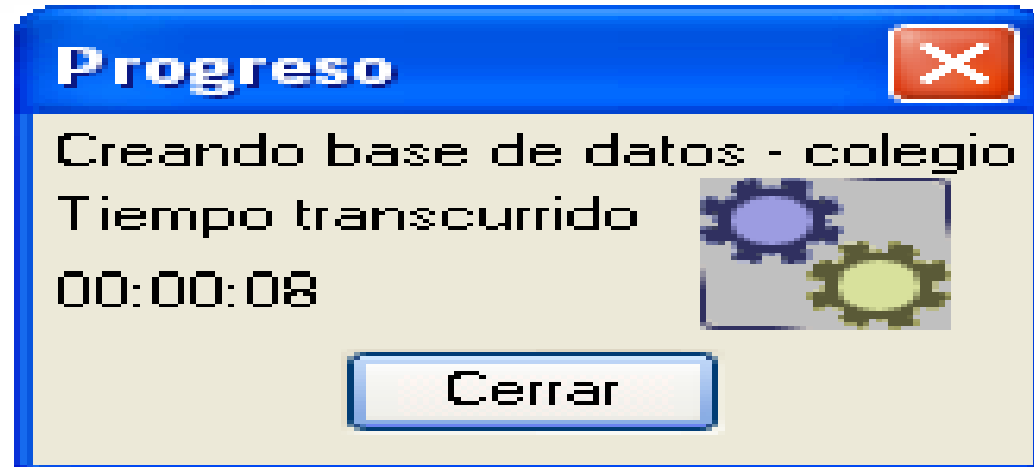 Progreso
Creando base de datos - colegio
Tiempo transcurrido
00:00:08
Cerrar